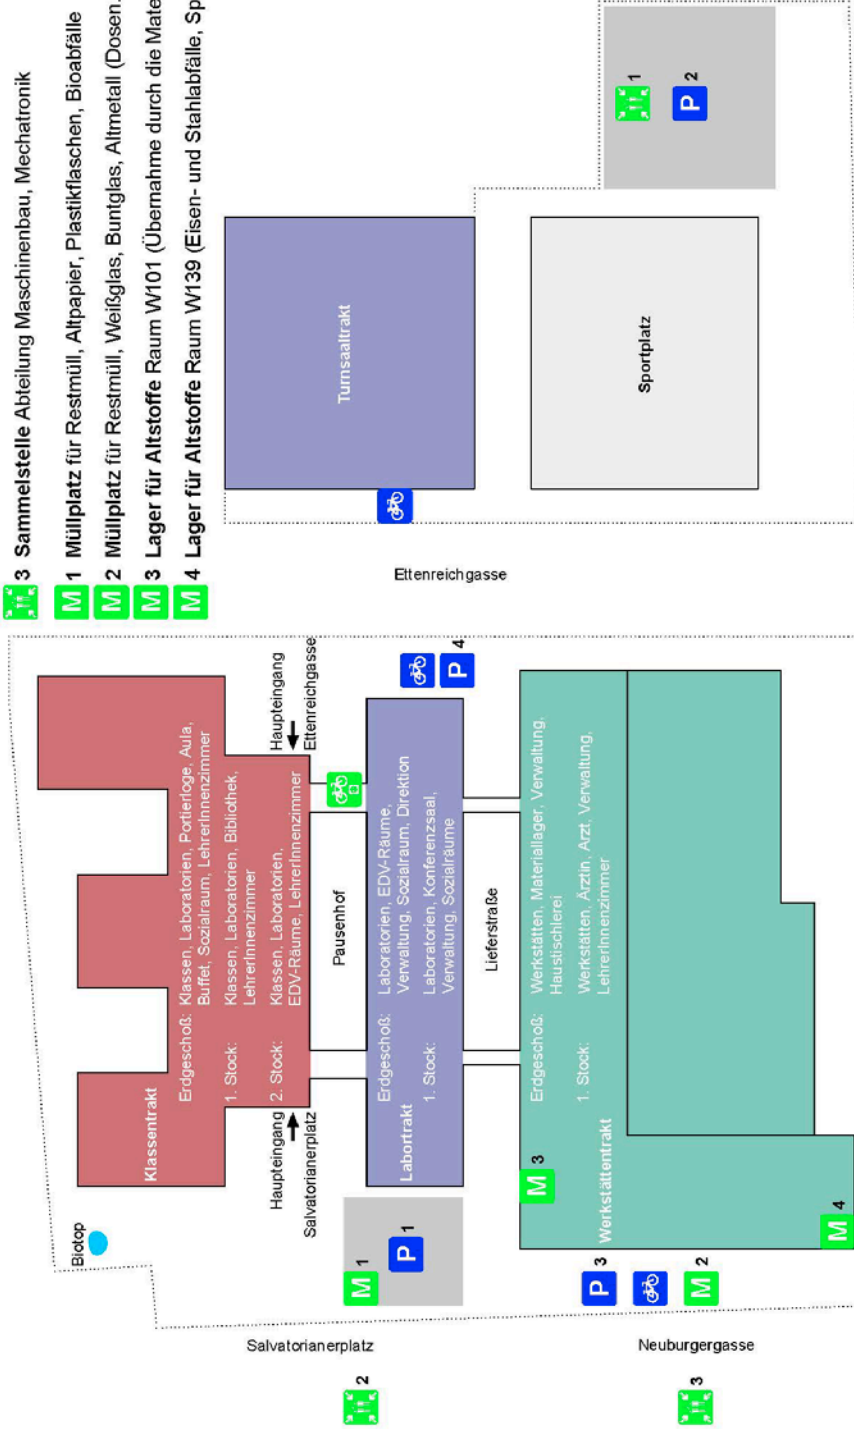 3 Sammelstelle Abteilung Maschinenbau, Mechatronik
M 1 Müllplatz für Restmüll, Altpapier, Plastikflaschen, Bioabfälle
M 2 Müllplatz für Restmüll, Weißglas, Buntglas, Altmetall (Dosen.
M 3 Lager für Altstoffe Raum W101 (Übernahme durch die Mate
M 4 Lager für Altstoffe Raum W139 (Eisen- und Stahlabfälle, Sp
Biotop
Klassentrakt
Erdgeschoß: Klassen, Laboratorien, Portierloge, Aula,
Buffet, Sozialraum, LehrerInnenzimmer
1. Stock: Klassen, Laboratorien, Bibliothek,
LehrerInnenzimmer
2. Stock: Klassen, Laboratorien,
EDV-Räume, LehrerInnenzimmer
Haupteingang
Salvatorianerplatz
Haupteingang
Ettenreichgasse
Pausenhof
Labortrakt
Erdgeschoß: Laboratorien, EDV-Räume,
Verwaltung, Sozialraum, Direktion
1. Stock: Laboratorien, Konferenzsaal,
Verwaltung, Sozialräume
M 1
P 1
P 4
Lieferstraße
Erdgeschoß: Werkstätten, Materiallager, Verwaltung,
Haustischlerei
1. Stock: Werkstätten, Ärztin, Arzt, Verwaltung,
LehrerInnenzimmer
Werkstättentrakt
M 3
M 4
P 3
M 2
Salvatorianerplatz
2
Neuburgergasse
3
Ettenreichgasse
Turnsaaltrakt
Sportplatz
1
P 2